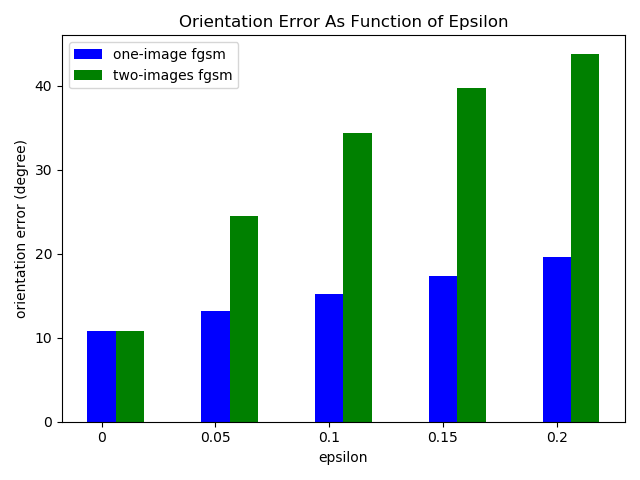 Orientation Error As Function of Epsilon
one-image fgsm
two-images fgsm
orientation error (degree)
40
30
20
10
0
0 0.05 0.1 0.15 0.2
epsilon